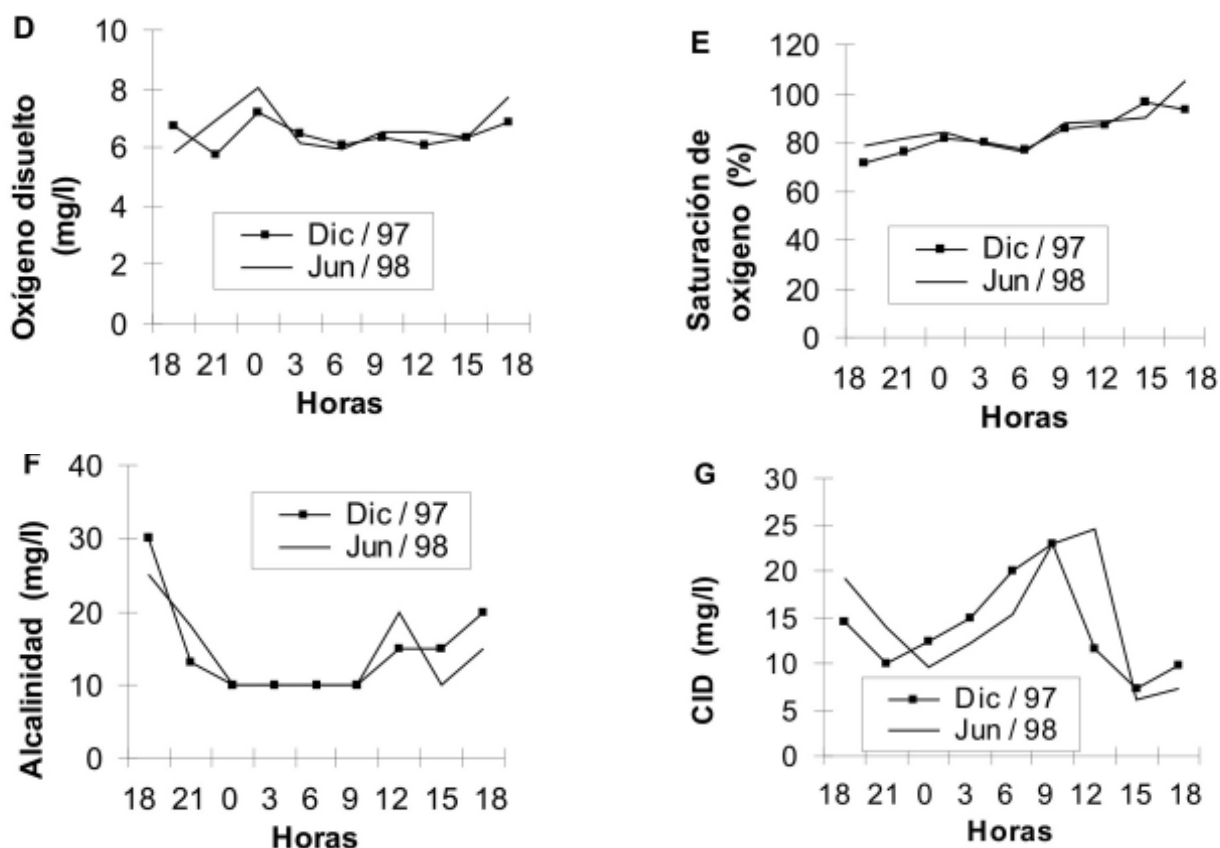 D
Oxígeno disuelto
(mg/l)
10
8
6
4
2
0
Dic / 97
Jun / 98
18 21 0 3 6 9 12 15 18
Horas
E
Saturación de
oxígeno (%)
120
100
80
60
40
20
0
Dic / 97
Jun / 98
18 21 0 3 6 9 12 15 18
Horas
F
Alcalinidad (mg/l)
40
30
20
10
0
Dic / 97
Jun / 98
18 21 0 3 6 9 12 15 18
Horas
G
CID (mg/l)
30
25
20
15
10
5
0
Dic / 97
Jun / 98
18 21 0 3 6 9 12 15 18
Horas